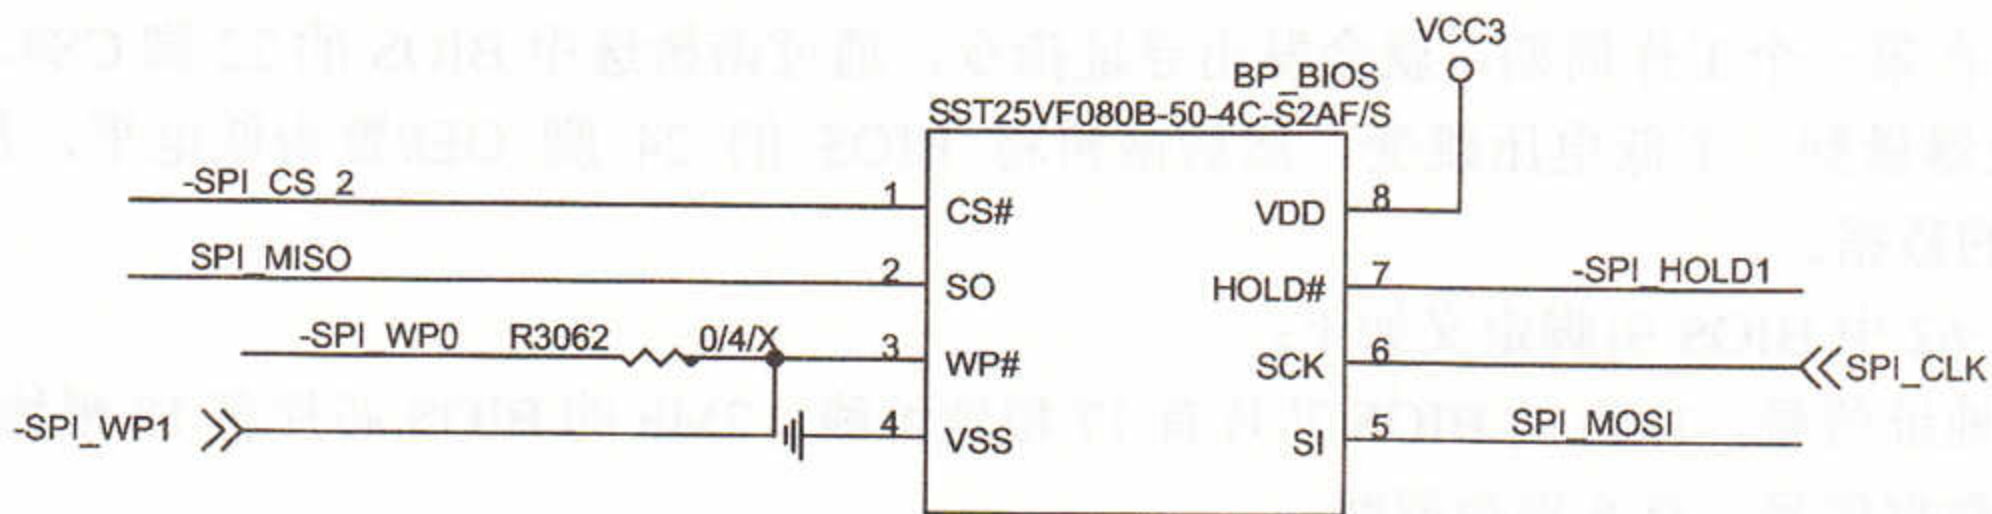 VCC3
BP_BIOS
SST25VF080B-50-4C-S2AF/S
-SPI_CS_2 1 CS# VDD 8
SPI_MISO 2 SO HOLD# 7 -SPI_HOLD1
-SPI_WP0 R3062 0/4/X 3 WP# SCK 6 SPI_CLK
-SPI_WP1 4 VSS SI 5 SPI_MOSI